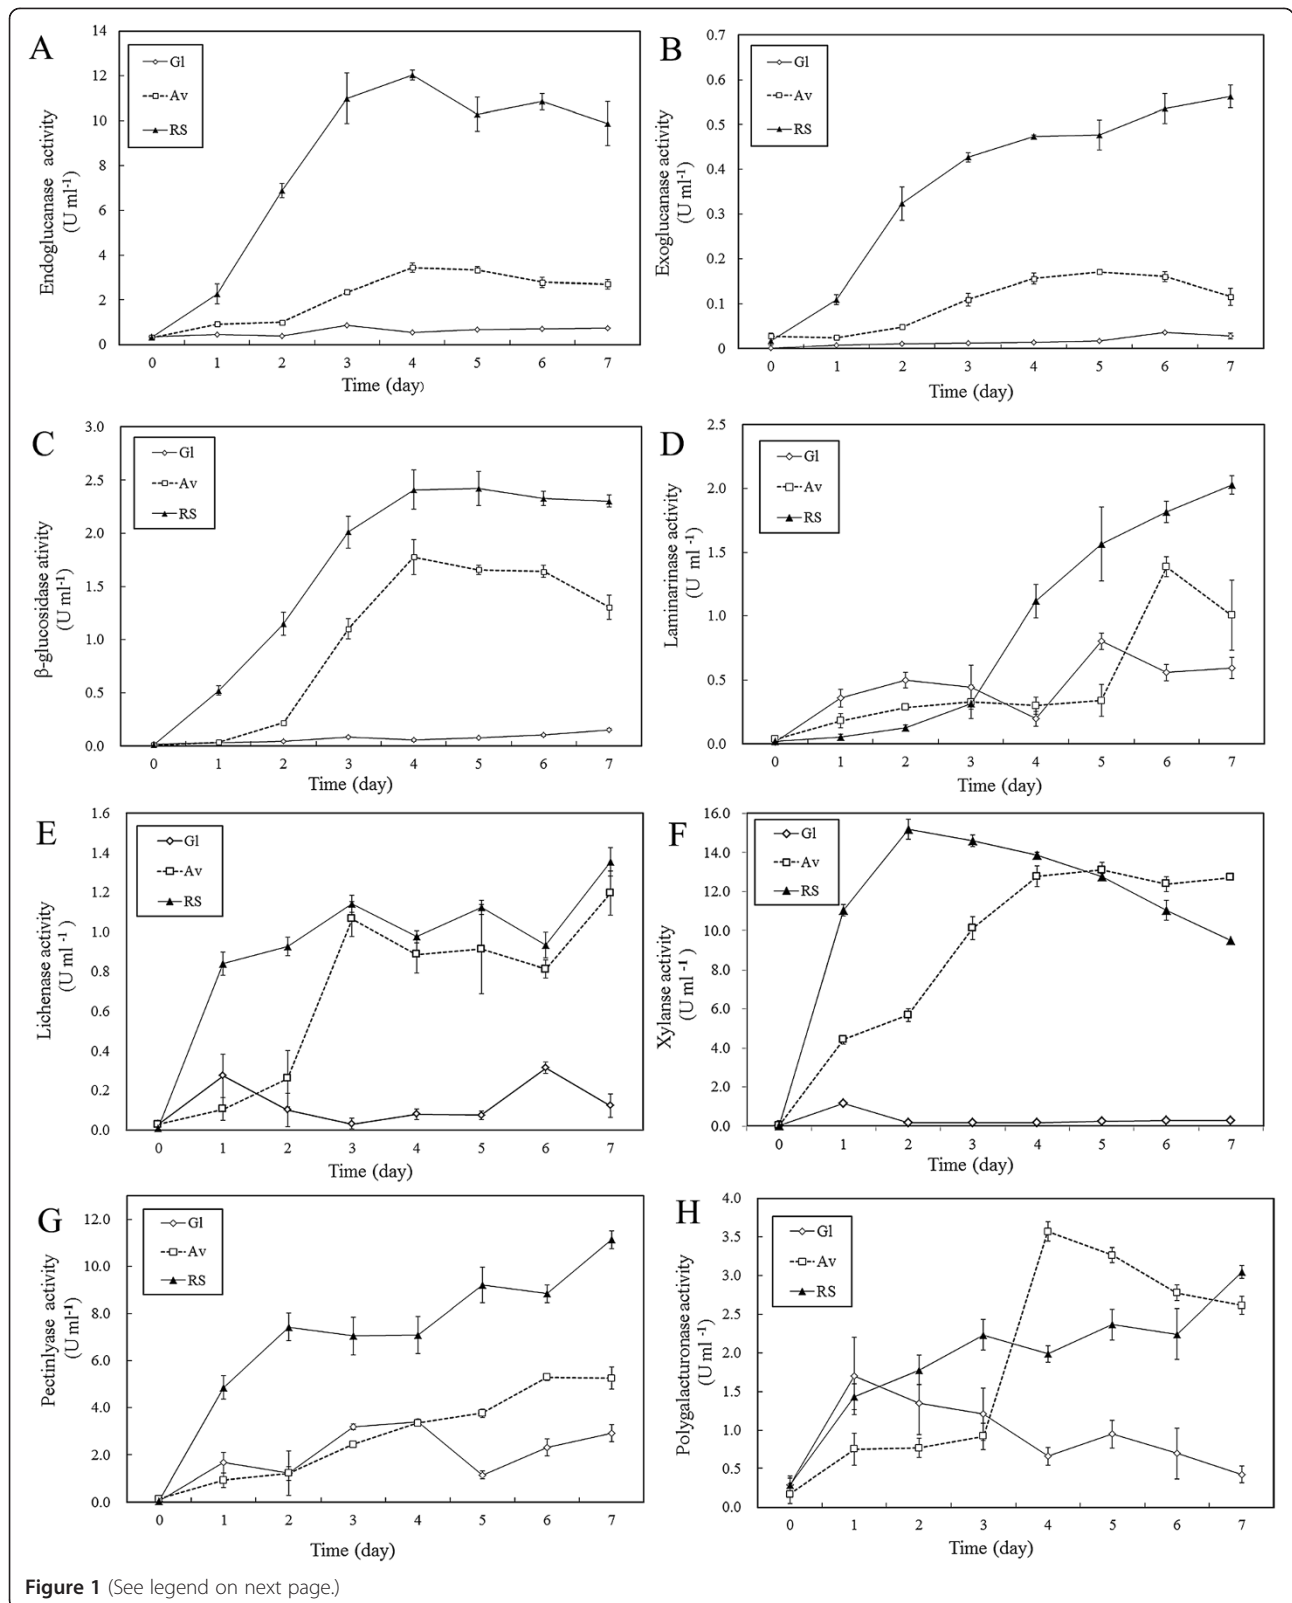 A
Endoglucanase activity
(U ml-1)
14
12
10
8
6
4
2
0
Gl
Av
RS
0 1 2 3 4 5 6 7
Time (day)
B
Exoglucanase activity
(U ml-1)
0.7
0.6
0.5
0.4
0.3
0.2
0.1
0
Gl
Av
RS
0 1 2 3 4 5 6 7
Time (day)
C
β-glucosidase ativity
(U ml-1)
3.0
2.5
2.0
1.5
1.0
0.5
0.0
Gl
Av
RS
0 1 2 3 4 5 6 7
Time (day)
D
Laminarinase activity
(U ml -1)
2.5
2.0
1.5
1.0
0.5
0.0
Gl
Av
RS
0 1 2 3 4 5 6 7
Time (day)
E
Lichenase activity
(U ml -1)
1.6
1.4
1.2
1.0
0.8
0.6
0.4
0.2
0.0
Gl
Av
RS
0 1 2 3 4 5 6 7
Time (day)
F
Xylanse activity
(U ml -1)
16.0
14.0
12.0
10.0
8.0
6.0
4.0
2.0
0.0
Gl
Av
RS
0 1 2 3 4 5 6 7
Time (day)
G
Pectinlyase activity
(U ml-1)
12.0
10.0
8.0
6.0
4.0
2.0
0.0
Gl
Av
RS
0 1 2 3 4 5 6 7
Time (day)
H
Polygalacturonase activity
(U ml -1)
4.0
3.5
3.0
2.5
2.0
1.5
1.0
0.5
0.0
Gl
Av
RS
0 1 2 3 4 5 6 7
Time (day)
Figure 1 (See legend on next page.)